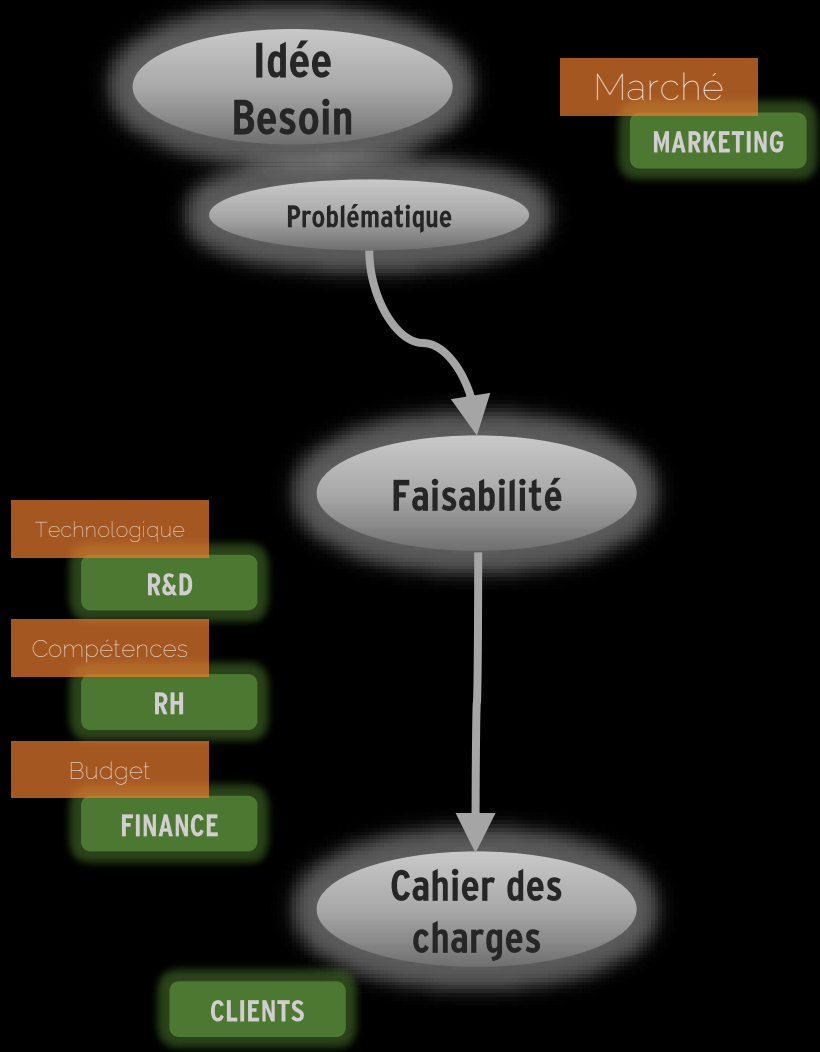 Idée
Besoin
Marché
MARKETING
Problématique
Faisabilité
Technologique
R&D
Compétences
RH
Budget
FINANCE
Cahier des
charges
CLIENTS